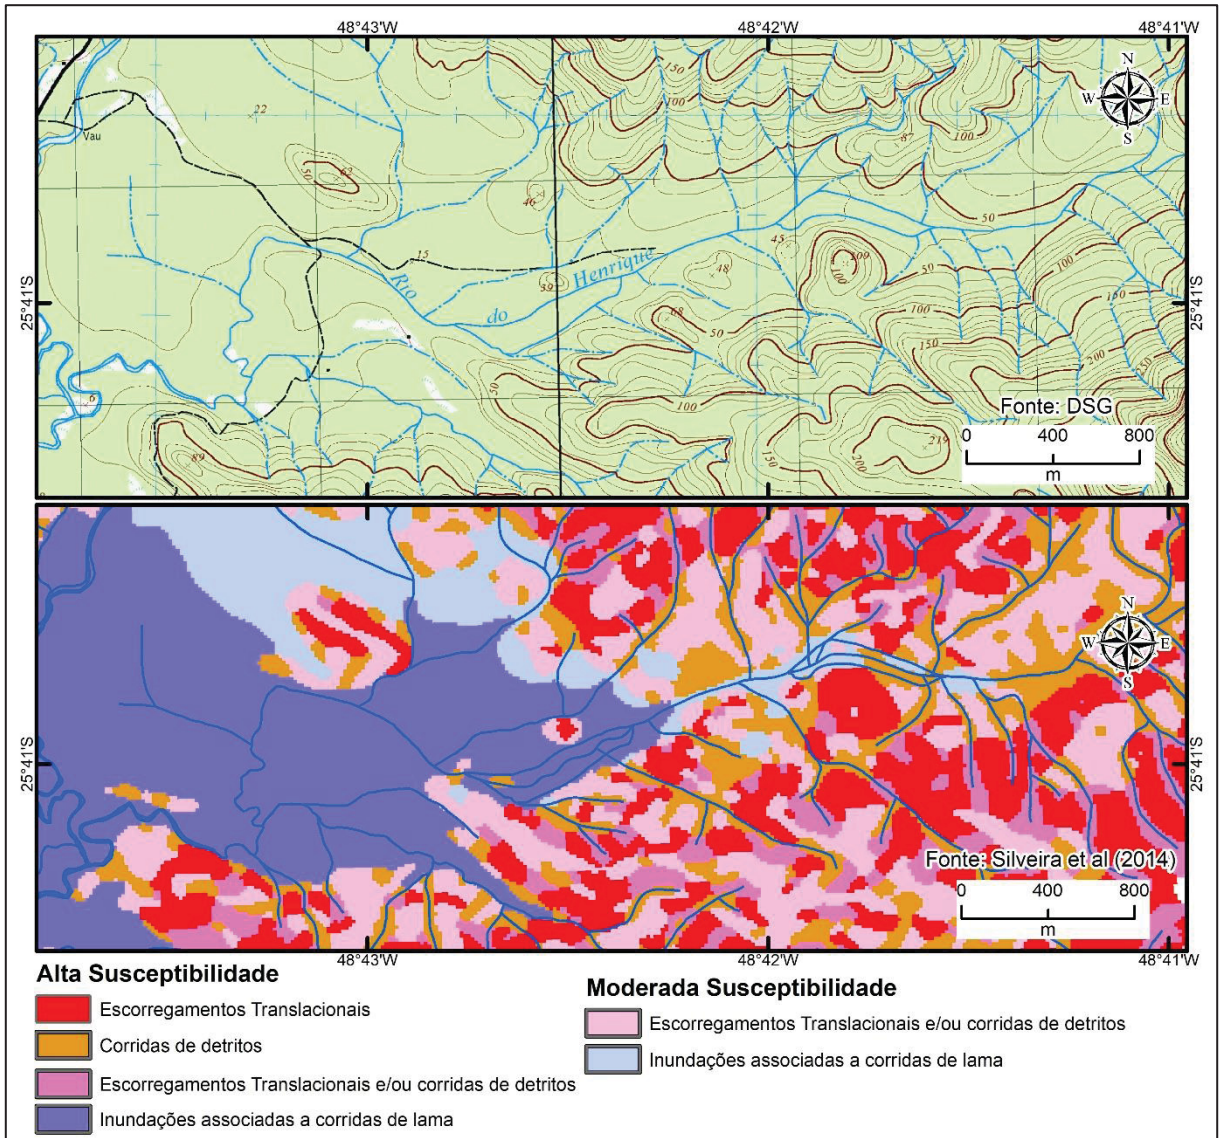 48°43'W 48°42'W 48°41'W
N
W E
S
150
100
150
100
100
87
22
Vau
50 62
46
50
45
15
109
100
50
100
48
Henrique
39
Rio
do
25°41'S 25°41'S
68
50
100
150
150
200
250
50
100
6
Fonte: DSG
219
150
200
89
0 400 800
m
N
W E
S
25°41'S 25°41'S
Fonte: Silveira et al (2014)
0 400 800
m
48°43'W 48°42'W 48°41'W
Alta Susceptibilidade
Escorregamentos Translacionais
Corridas de detritos
Escorregamentos Translacionais e/ou corridas de detritos
Inundações associadas a corridas de lama
Moderada Susceptibilidade
Escorregamentos Translacionais e/ou corridas de detritos
Inundações associadas a corridas de lama